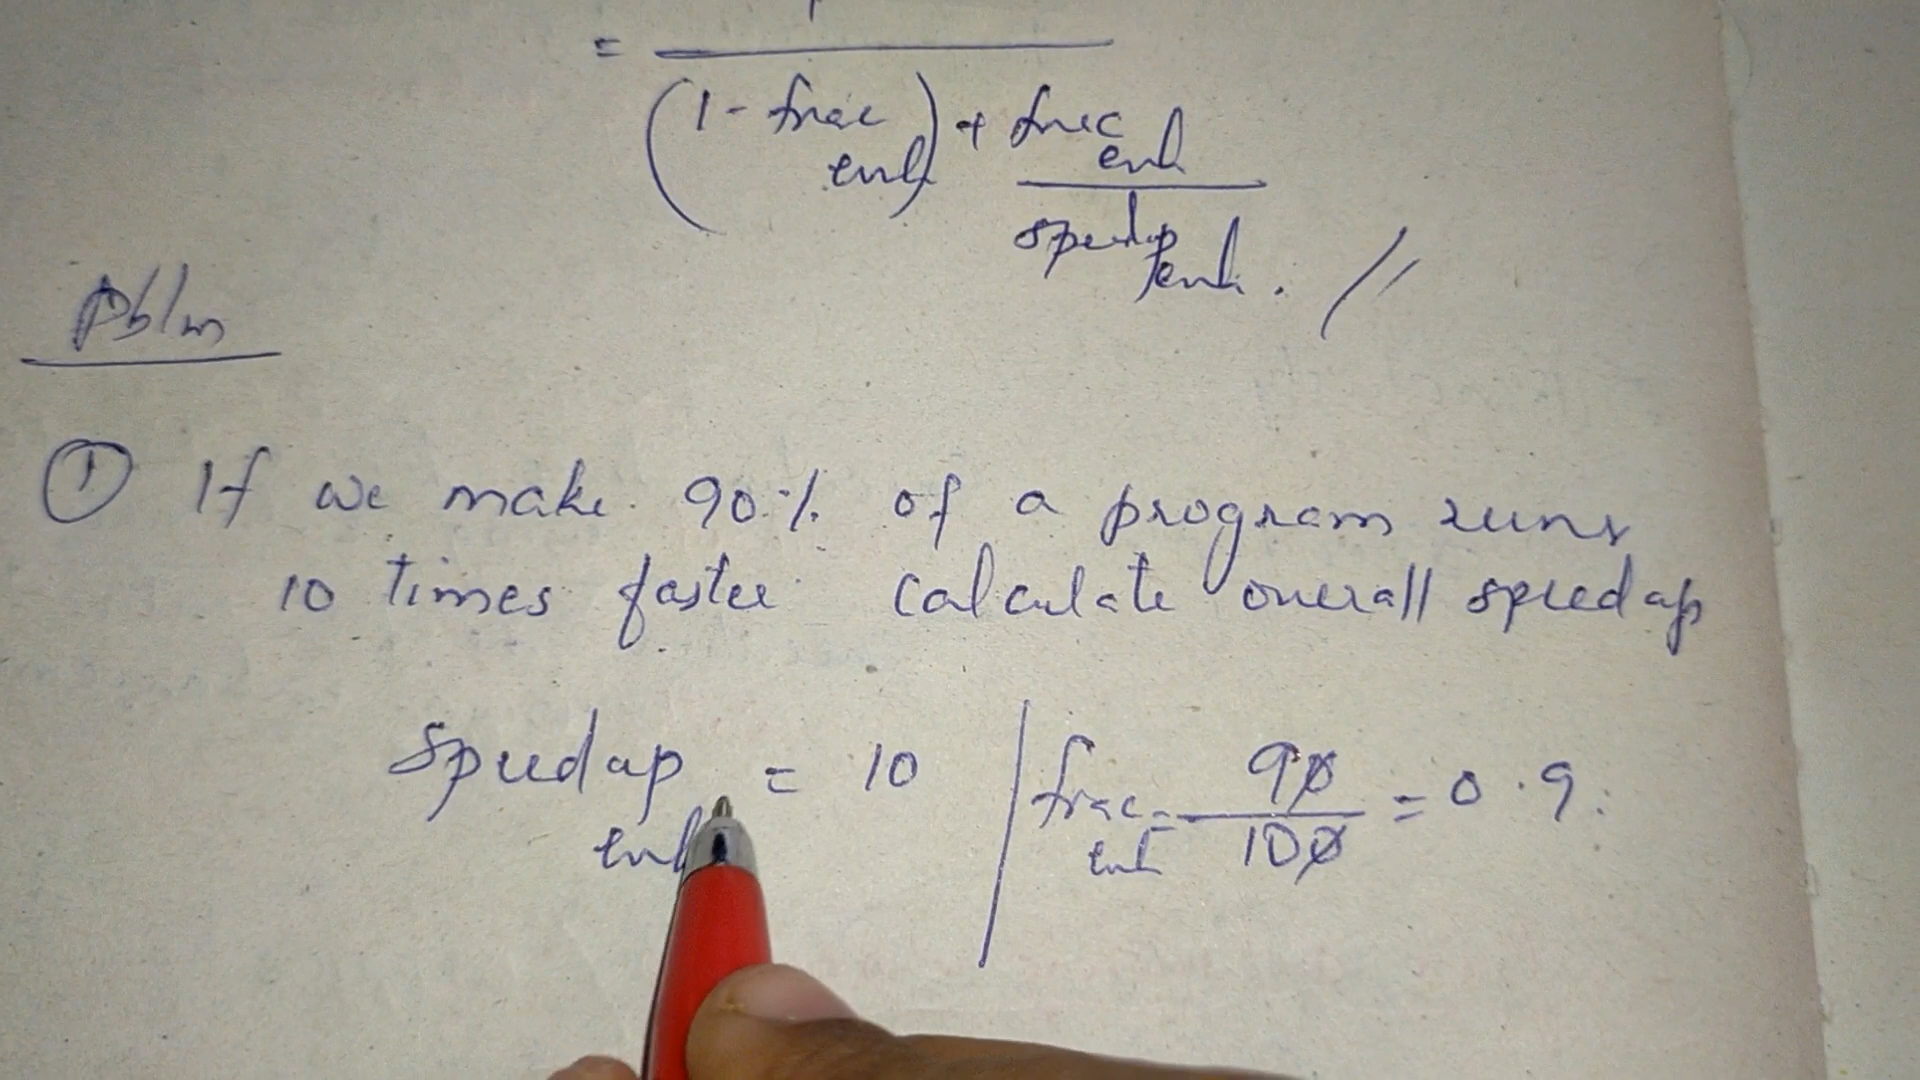 =
(1 - frac enh) + frac enh
speedup enh. //
Pblm
① If we make 90% of a program runs
10 times faster calculate overall speedup
Speedup enh = 10 | frac enh = 90/100 = 0.9.